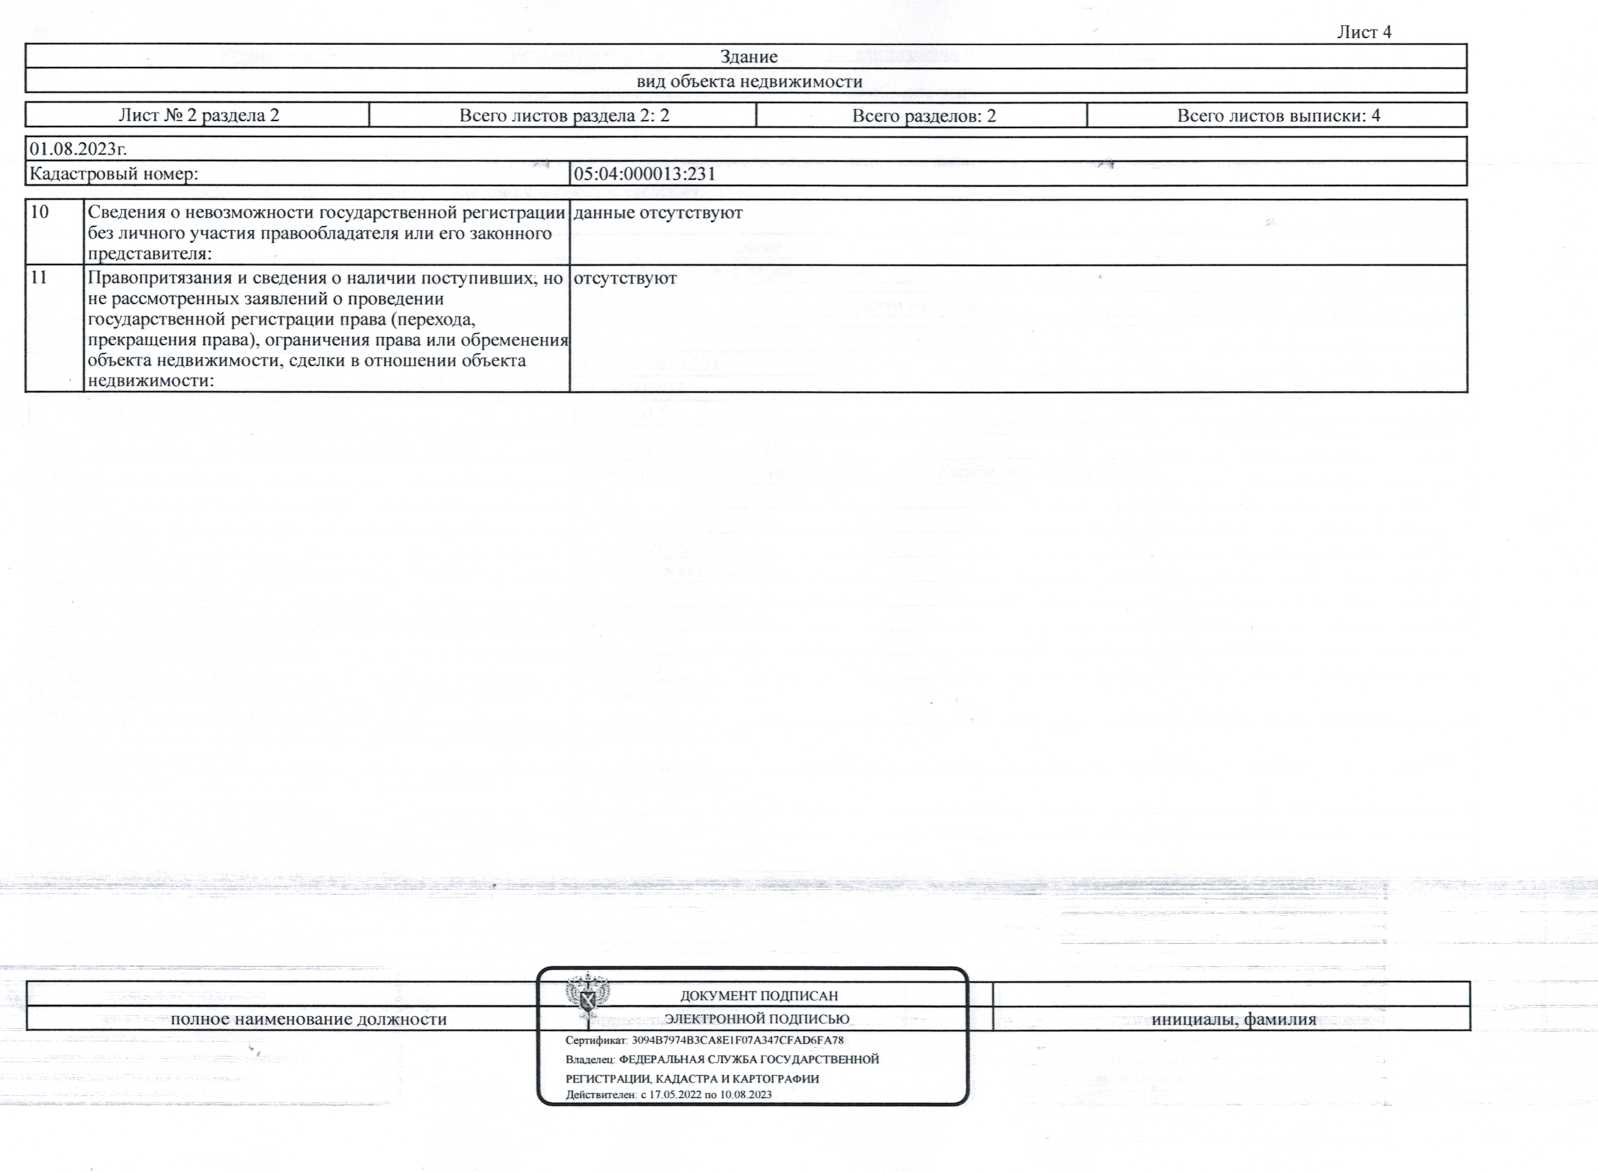 Лист 4
Здание
вид объекта недвижимости
Лист № 2 раздела 2 Всего листов раздела 2: 2 Всего разделов: 2 Всего листов выписки: 4
01.08.2023г.
Кадастровый номер: 05:04:000013:231
10 Сведения о невозможности государственной регистрации данные отсутствуют
без личного участия правообладателя или его законного
представителя:
11 Правопритязания и сведения о наличии поступивших, но отсутствуют
не рассмотренных заявлений о проведении
государственной регистрации права (перехода,
прекращения права), ограничения права или обременения
объекта недвижимости, сделки в отношении объекта
недвижимости:
ДОКУМЕНТ ПОДПИСАН
полное наименование должности ЭЛЕКТРОННОЙ ПОДПИСЬЮ инициалы, фамилия
Сертификат: 3094B7974B3CA8E1F07A347CFAD6FA78
Владелец: ФЕДЕРАЛЬНАЯ СЛУЖБА ГОСУДАРСТВЕННОЙ
РЕГИСТРАЦИИ, КАДАСТРА И КАРТОГРАФИИ
Действителен: с 17.05.2022 по 10.08.2023